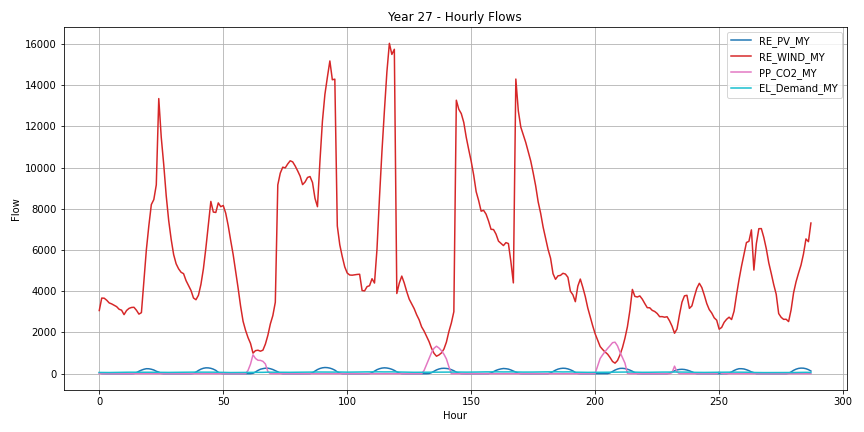 Year 27 - Hourly Flows
RE_PV_MY
RE_WIND_MY
PP_CO2_MY
EL_Demand_MY
16000
14000
12000
10000
8000
6000
4000
2000
0
Flow
0 50 100 150 200 250 300
Hour